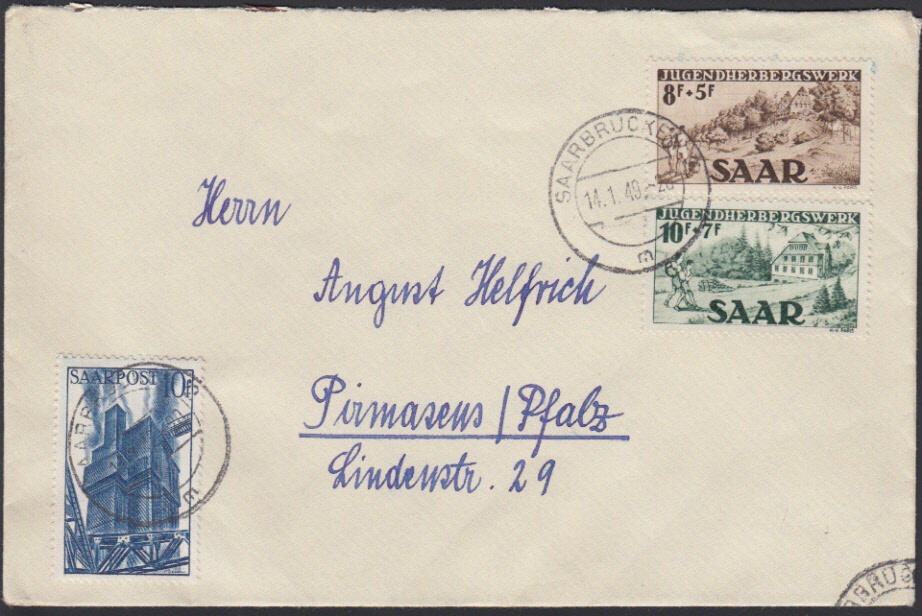 JUGENDHERBERGSWERK
8F+5F
SAAR
SAARBRÜCKEN
14.1.49
JUGENDHERBERGSWERK
10F+7F
SAAR
Herrn
August Helfrich
Pirmasens/Pfalz
Lindenstr. 29
SAARPOST 10F